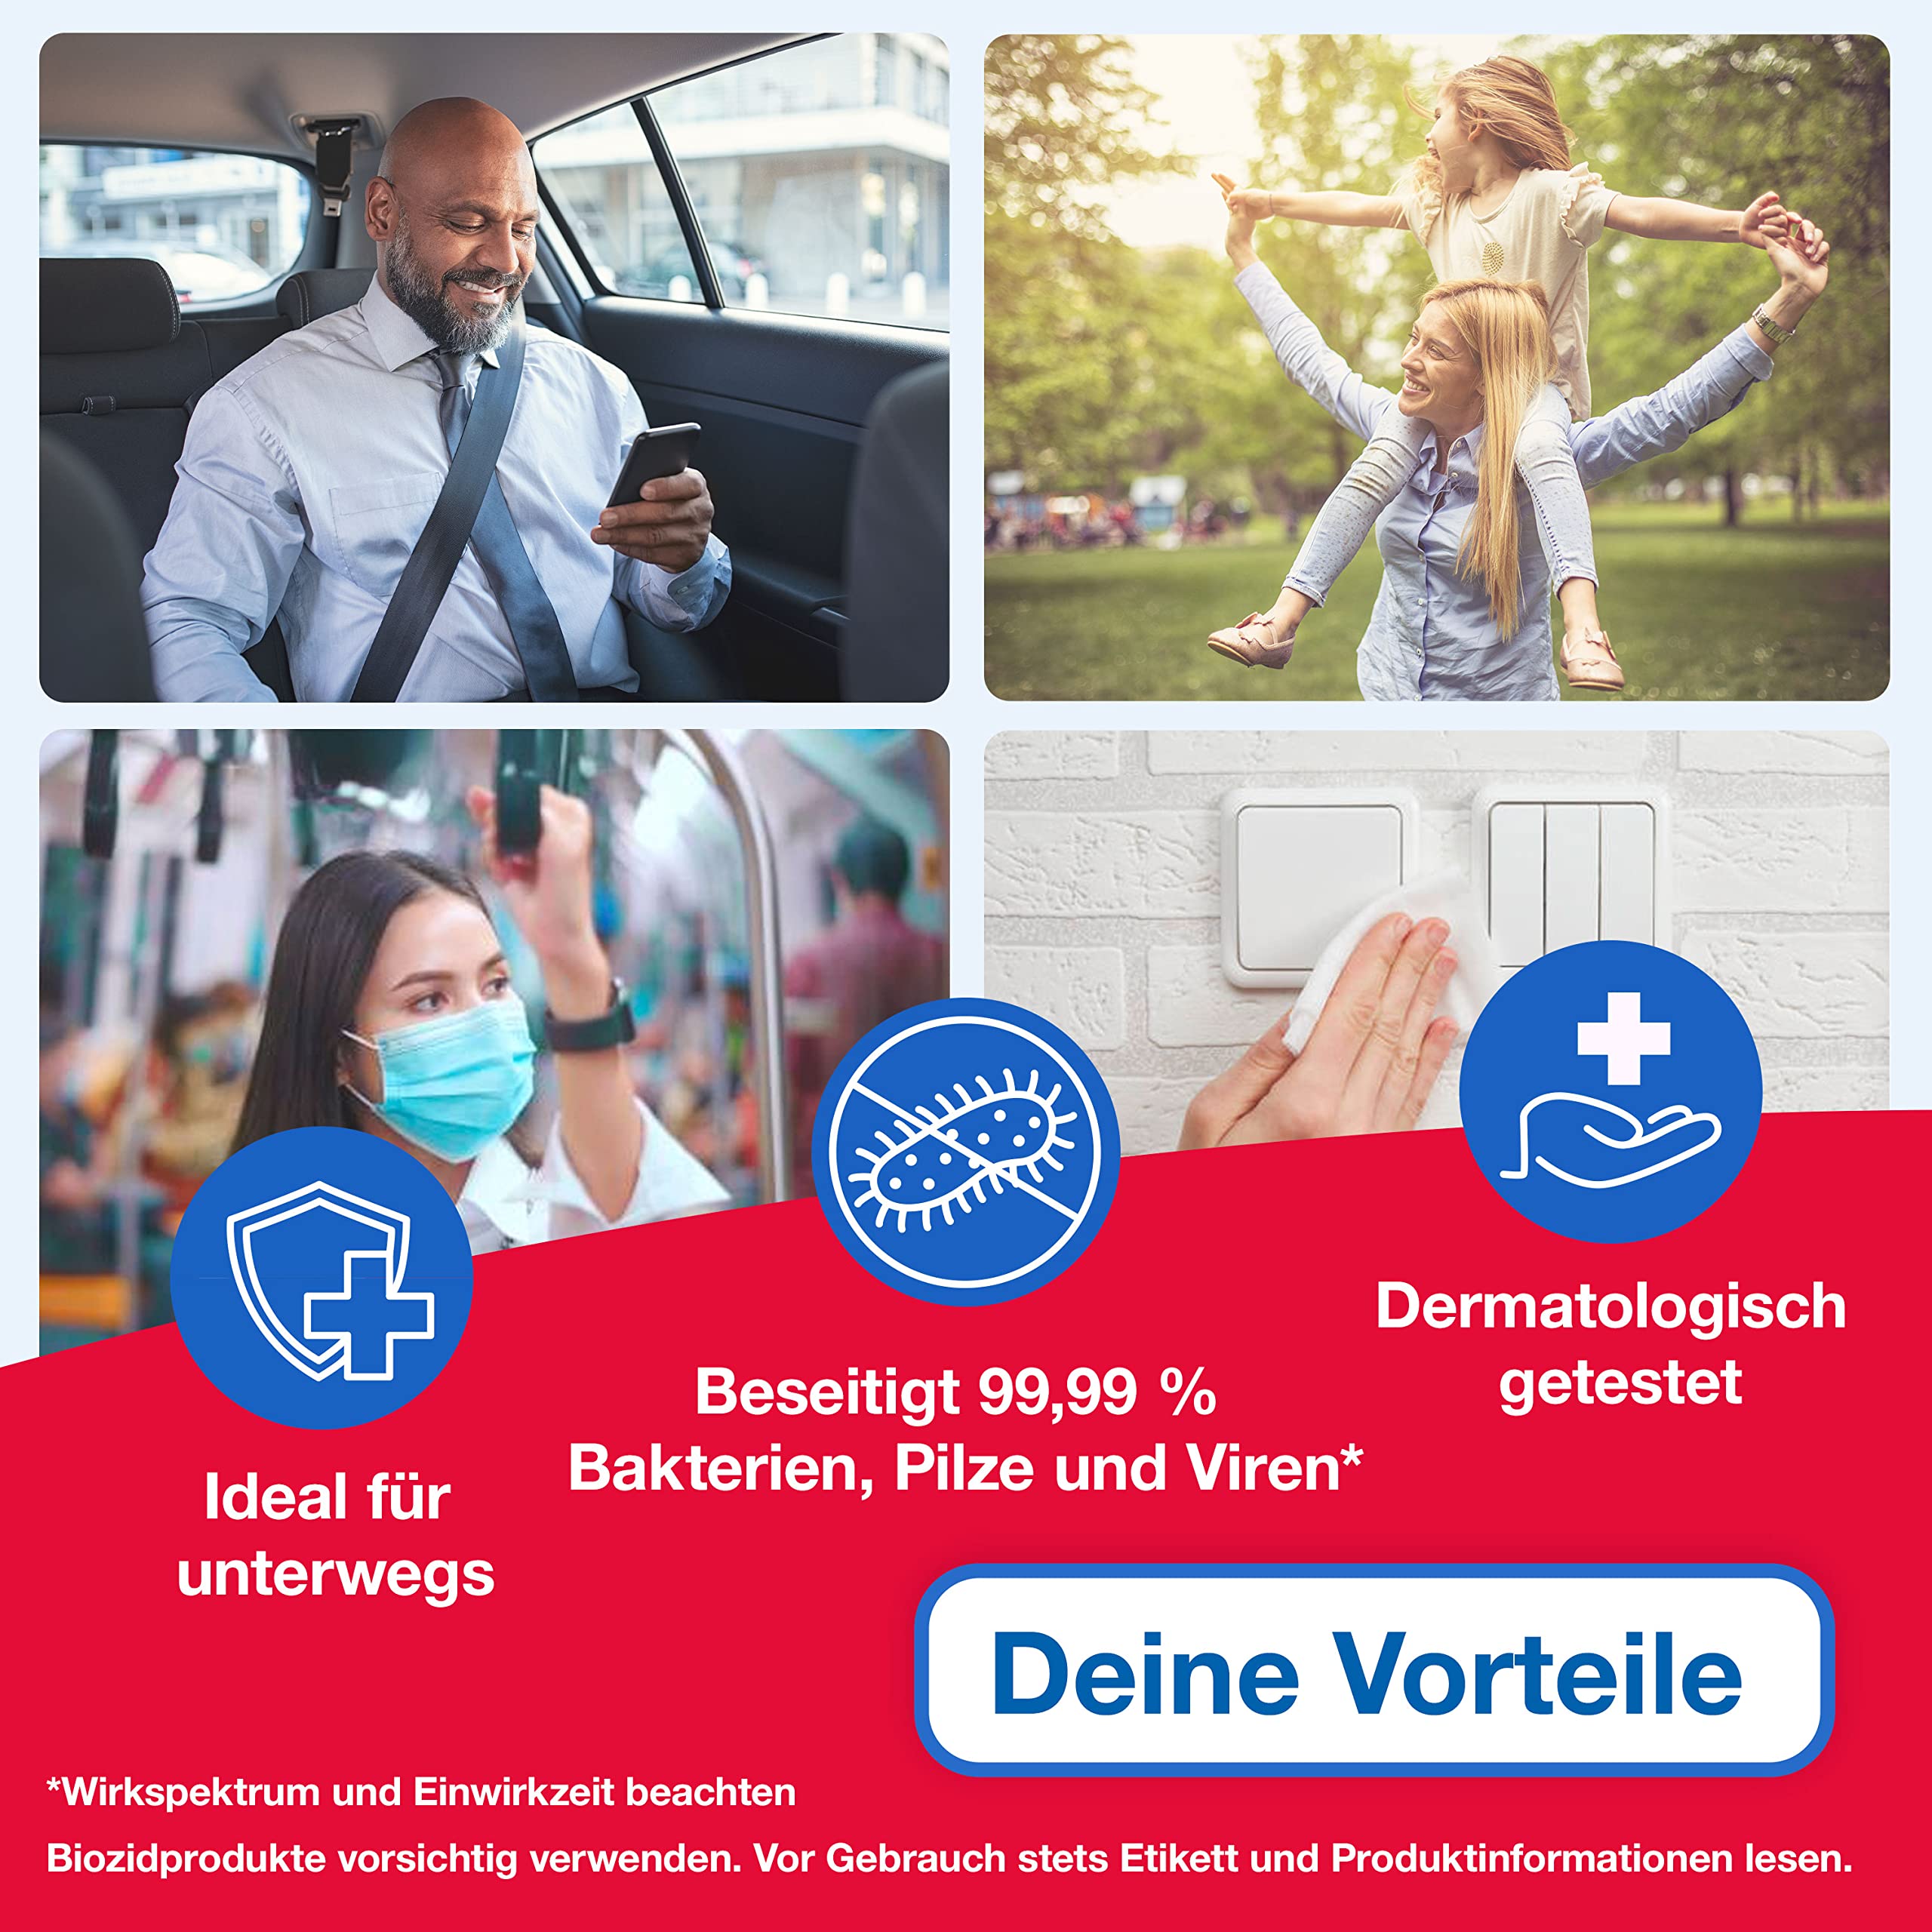 Ideal für
unterwegs
Beseitigt 99,99 %
Bakterien, Pilze und Viren*
Dermatologisch
getestet
Deine Vorteile
*Wirkspektrum und Einwirkzeit beachten
Biozidprodukte vorsichtig verwenden. Vor Gebrauch stets Etikett und Produktinformationen lesen.